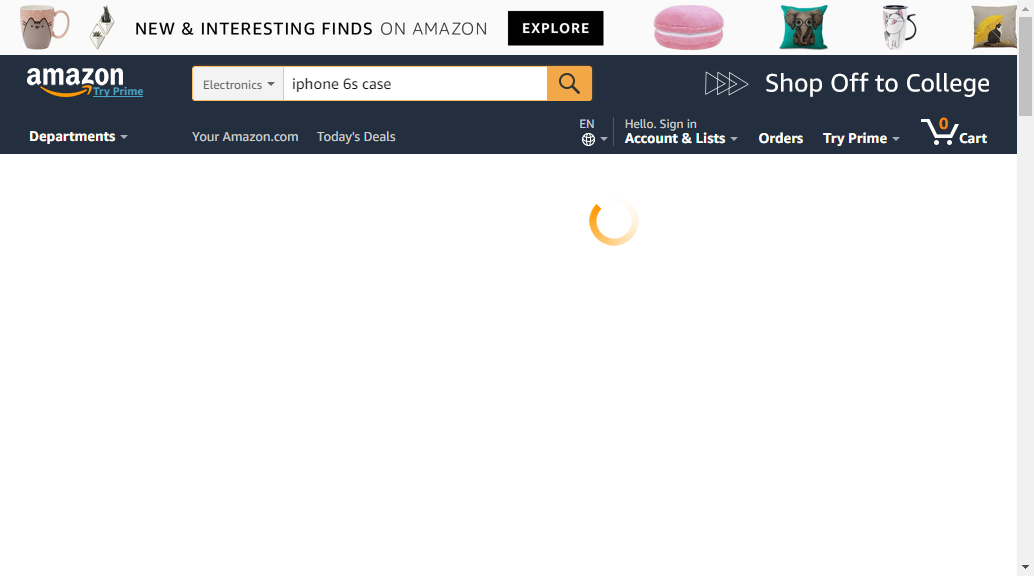 NEW & INTERESTING FINDS ON AMAZON EXPLORE
amazon
Try Prime
Electronics
iphone 6s case
Shop Off to College
Departments
Your Amazon.com
Today's Deals
EN
Hello. Sign in
Account & Lists
Orders
Try Prime
0
Cart